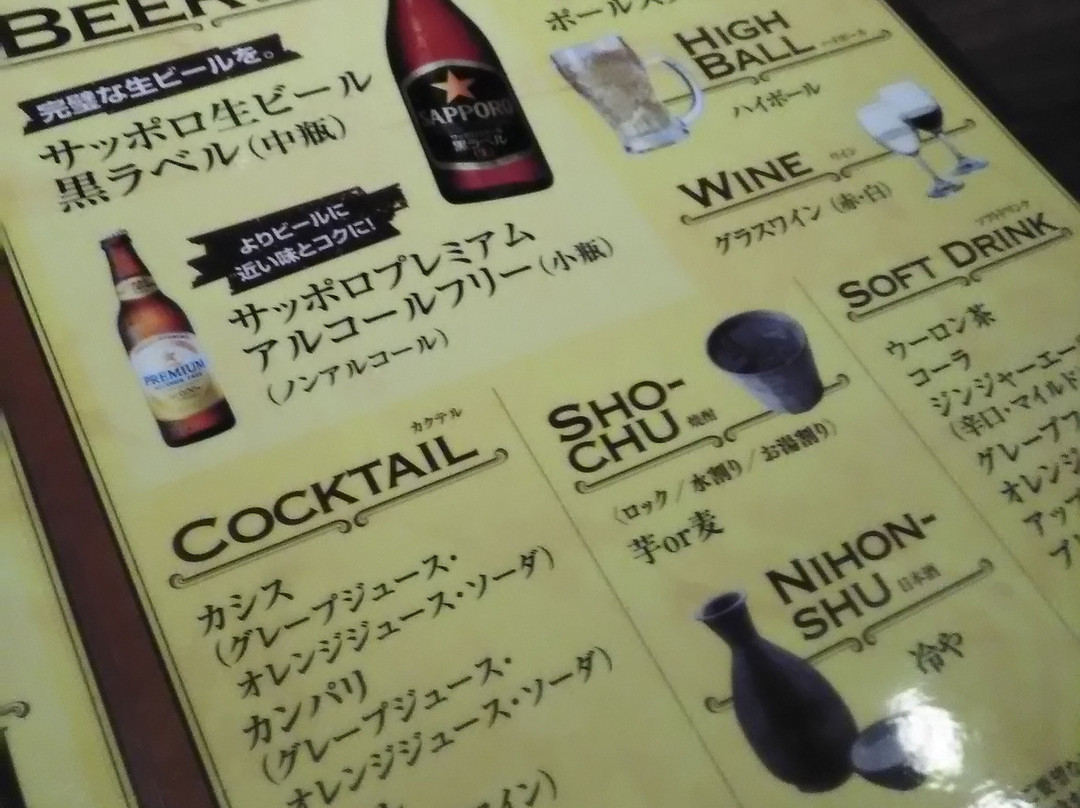 BEER
完璧な生ビールを。
サッポロ生ビール
黒ラベル(中瓶)
SAPPORO
黒ラベル
よりビールに
近い味とコクに!
サッポロプレミアム
アルコールフリー(小瓶)
(ノンアルコール)
PREMIUM
HIGH
BALL ハイボール
ハイボール
WINE ワイン
グラスワイン (赤・白)
ソフトドリンク
SOFT DRINK
ウーロン茶
コーラ
ジンジャーエー
(辛口・マイルド
グレープフ
オレンジ
アップ
カクテル
COCKTAIL
カシス
(グレープジュース・
オレンジジュース・ソーダ)
カンパリ
(グレープジュース・
オレンジジュース・ソーダ)
SHO-
CHU 焼酎
〈ロック / 水割り / お湯割り〉
芋or麦
NIHON-
SHU 日本酒
冷や